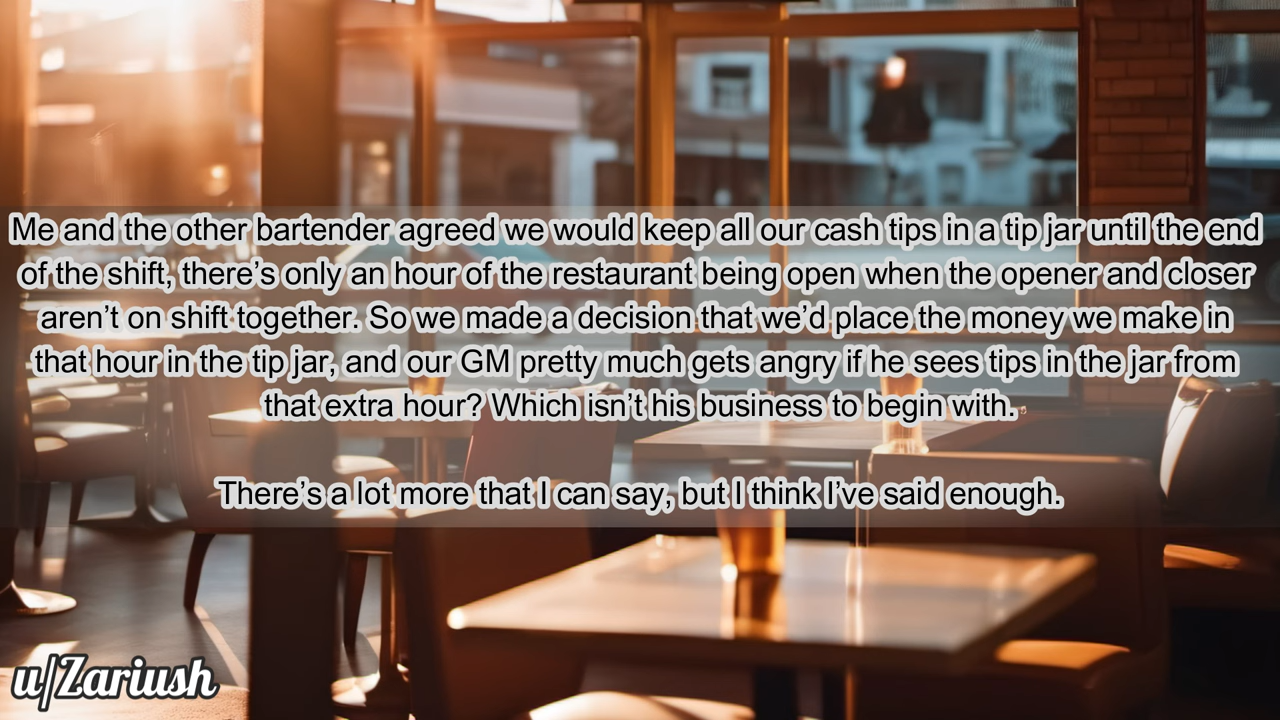 Me and the other bartender agreed we would keep all our cash tips in a tip jar until the end
of the shift, there’s only an hour of the restaurant being open when the opener and closer
aren’t on shift together. So we made a decision that we’d place the money we make in
that hour in the tip jar, and our GM pretty much gets angry if he sees tips in the jar from
that extra hour? Which isn’t his business to begin with.
There’s a lot more that I can say, but I think I’ve said enough.
u/Zariush